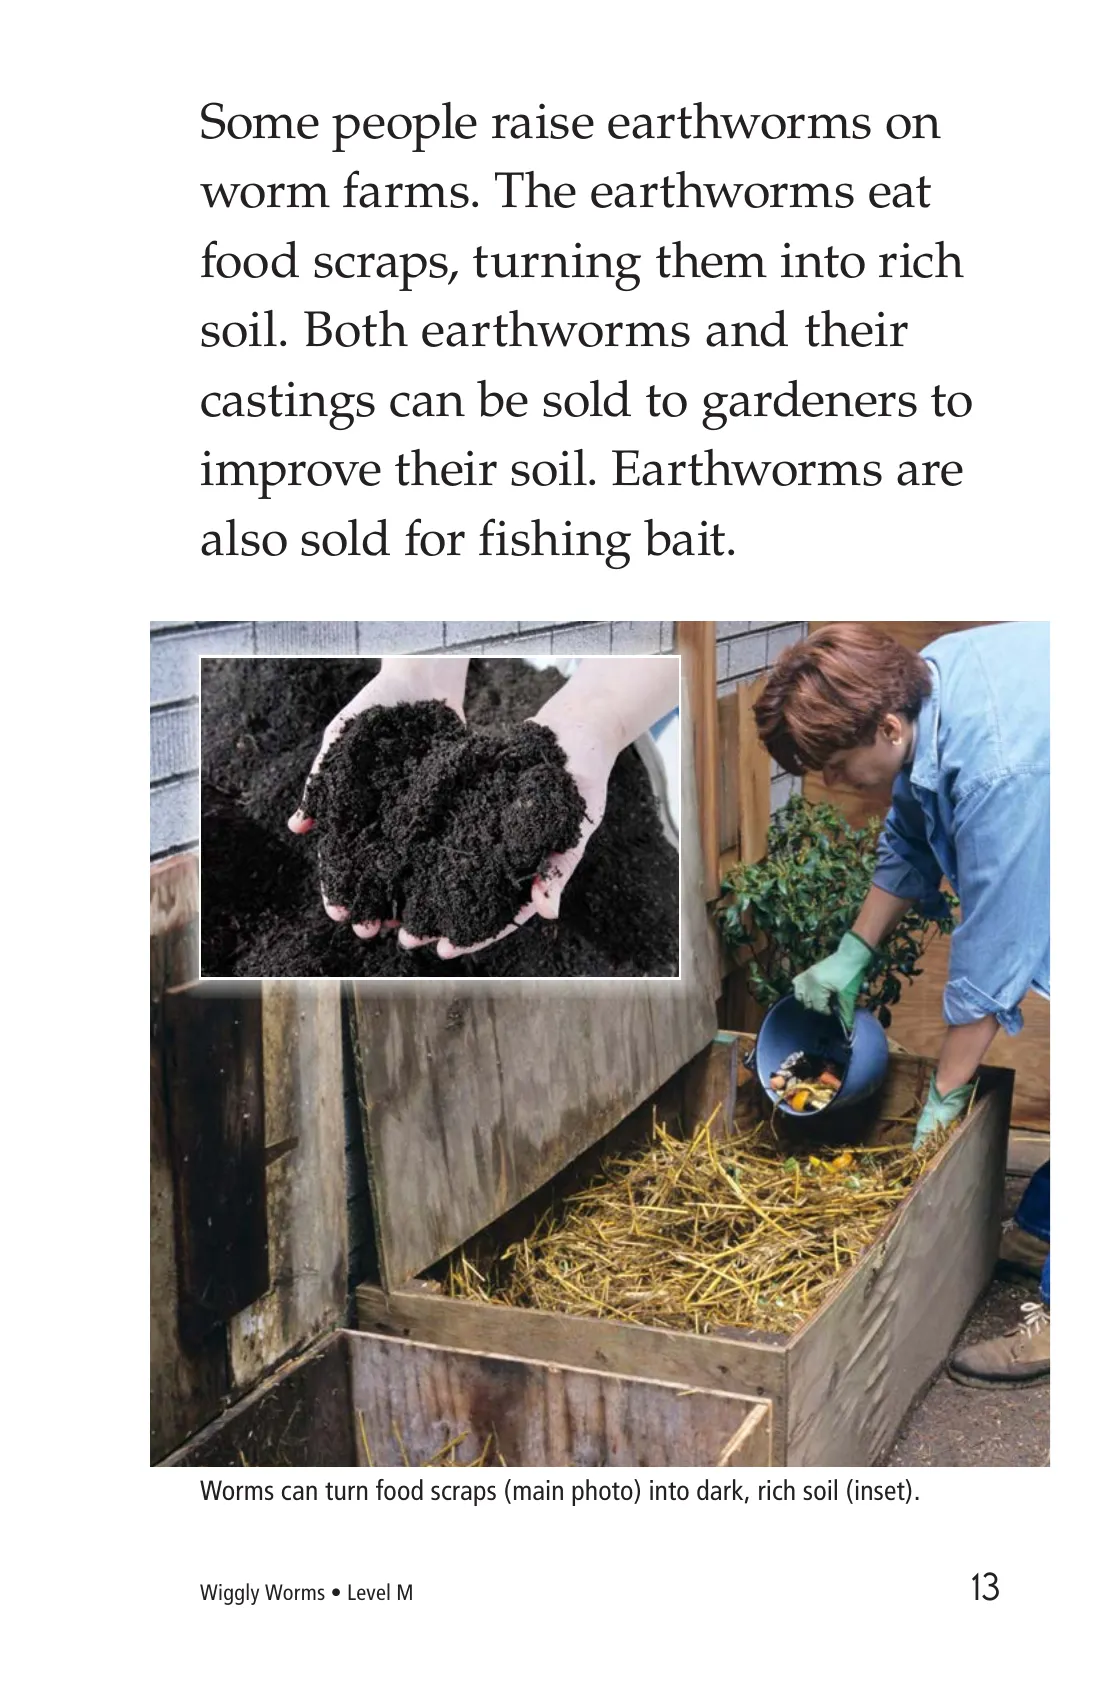 Some people raise earthworms on
worm farms. The earthworms eat
food scraps, turning them into rich
soil. Both earthworms and their
castings can be sold to gardeners to
improve their soil. Earthworms are
also sold for fishing bait.
Worms can turn food scraps (main photo) into dark, rich soil (inset).
Wiggly Worms • Level M
13